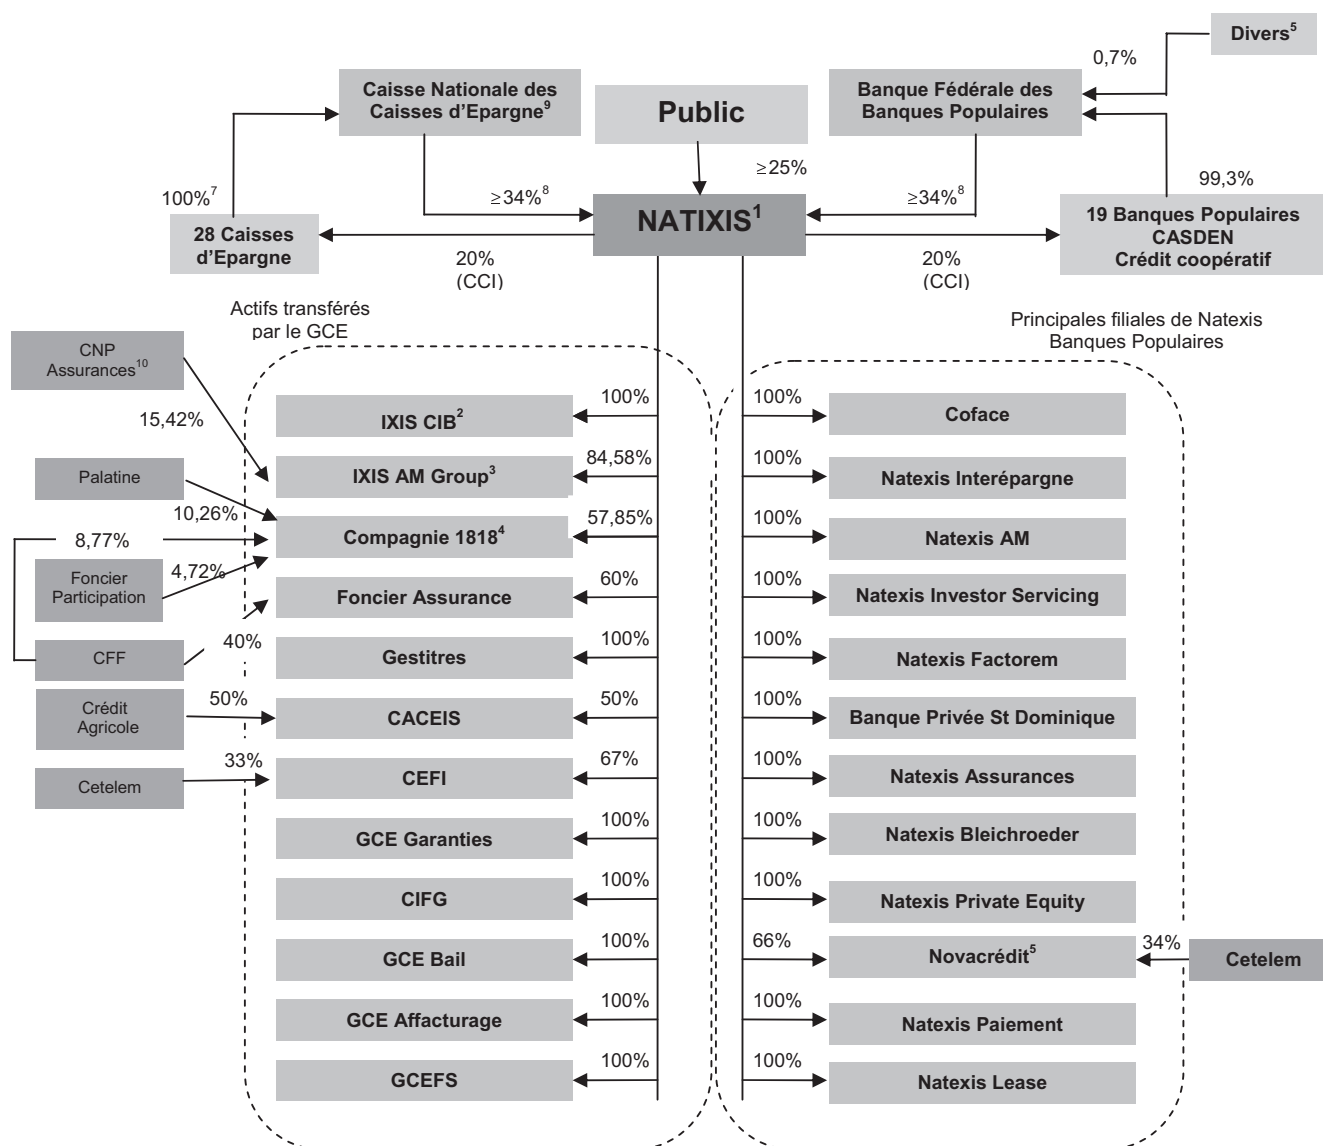 Divers5
0,7%
Caisse Nationale des
Caisses d'Epargne9
Public
Banque Fédérale des
Banques Populaires
≥25%
100%7
≥34%8
≥34%8
99,3%
NATIXIS1
28 Caisses
d'Epargne
19 Banques Populaires
CASDEN
Crédit coopératif
20%
(CCI)
20%
(CCI)
Actifs transférés
par le GCE
Principales filiales de Natexis
Banques Populaires
CNP
Assurances10
15,42%
100%
IXIS CIB2
100%
Coface
84,58%
IXIS AM Group3
100%
Natexis Interépargne
Palatine
10,26%
57,85%
Compagnie 18184
100%
Natexis AM
8,77%
4,72%
Foncier
Participation
60%
Foncier Assurance
100%
Natexis Investor Servicing
CFF
40%
100%
Gestitres
100%
Natexis Factorem
Crédit
Agricole
50%
CACEIS
50%
100%
Banque Privée St Dominique
Cetelem
33%
CEFI
67%
100%
Natexis Assurances
GCE Garanties
100%
100%
Natexis Bleichroeder
CIFG
100%
100%
Natexis Private Equity
GCE Bail
100%
66%
Novacrédit5
34%
Cetelem
GCE Affacturage
100%
100%
Natexis Paiement
GCEFS
100%
100%
Natexis Lease